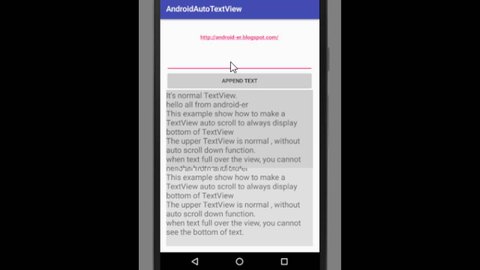 AndroidAutoTextView
http://android-er.blogspot.com/
APPEND TEXT
It's normal TextView.
hello all from android-er
This example show how to make a
TextView auto scroll to always display
bottom of TextView
The upper TextView is normal , without
auto scroll down function.
when text full over the view, you cannot
This example show how to make a
TextView auto scroll to always display
bottom of TextView
The upper TextView is normal , without
auto scroll down function.
when text full over the view, you cannot
see the bottom of text.